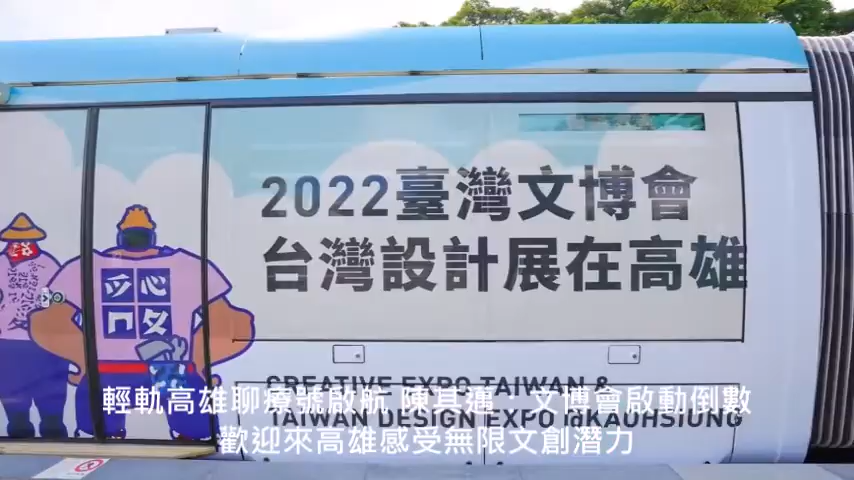 2022臺灣文博會
台灣設計展在高雄
CREATIVE EXPO TAIWAN &
TAIWAN DESIGN EXPO IN KAOHSIUNG
輕軌高雄聊療號啟航 陳其邁：文博會啟動倒數
歡迎來高雄感受無限文創潛力